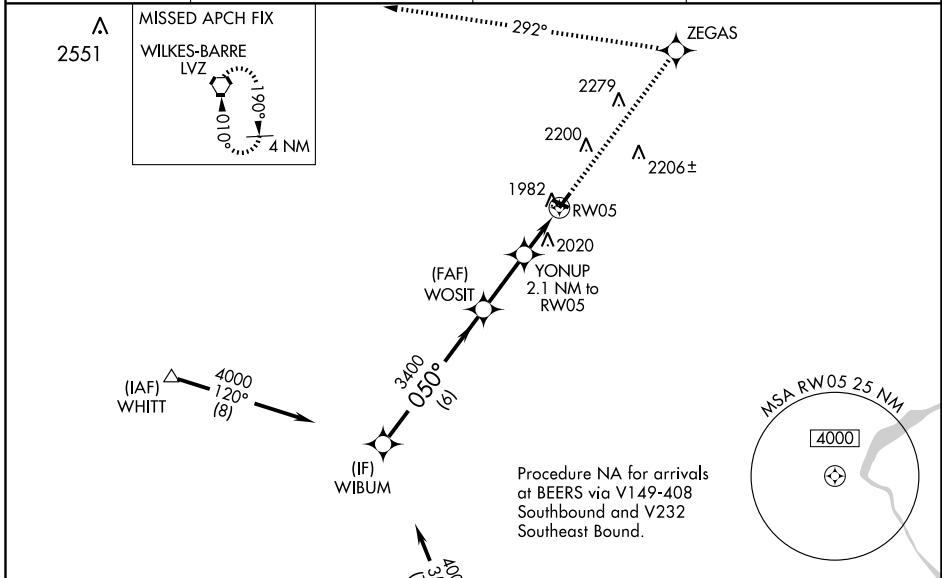 2551
MISSED APCH FIX
WILKES-BARRE
LVZ
190°
010°
4 NM
292°
ZEGAS
2279
2200
2206±
1982
RW05
2020
YONUP
2.1 NM to
RW05
(FAF)
WOSIT
3400
050°
(6)
(IAF)
WHITT
4000
120°
(8)
(IF)
WIBUM
Procedure NA for arrivals
at BEERS via V149-408
Southbound and V232
Southeast Bound.
MSA RW05 25 NM
4000